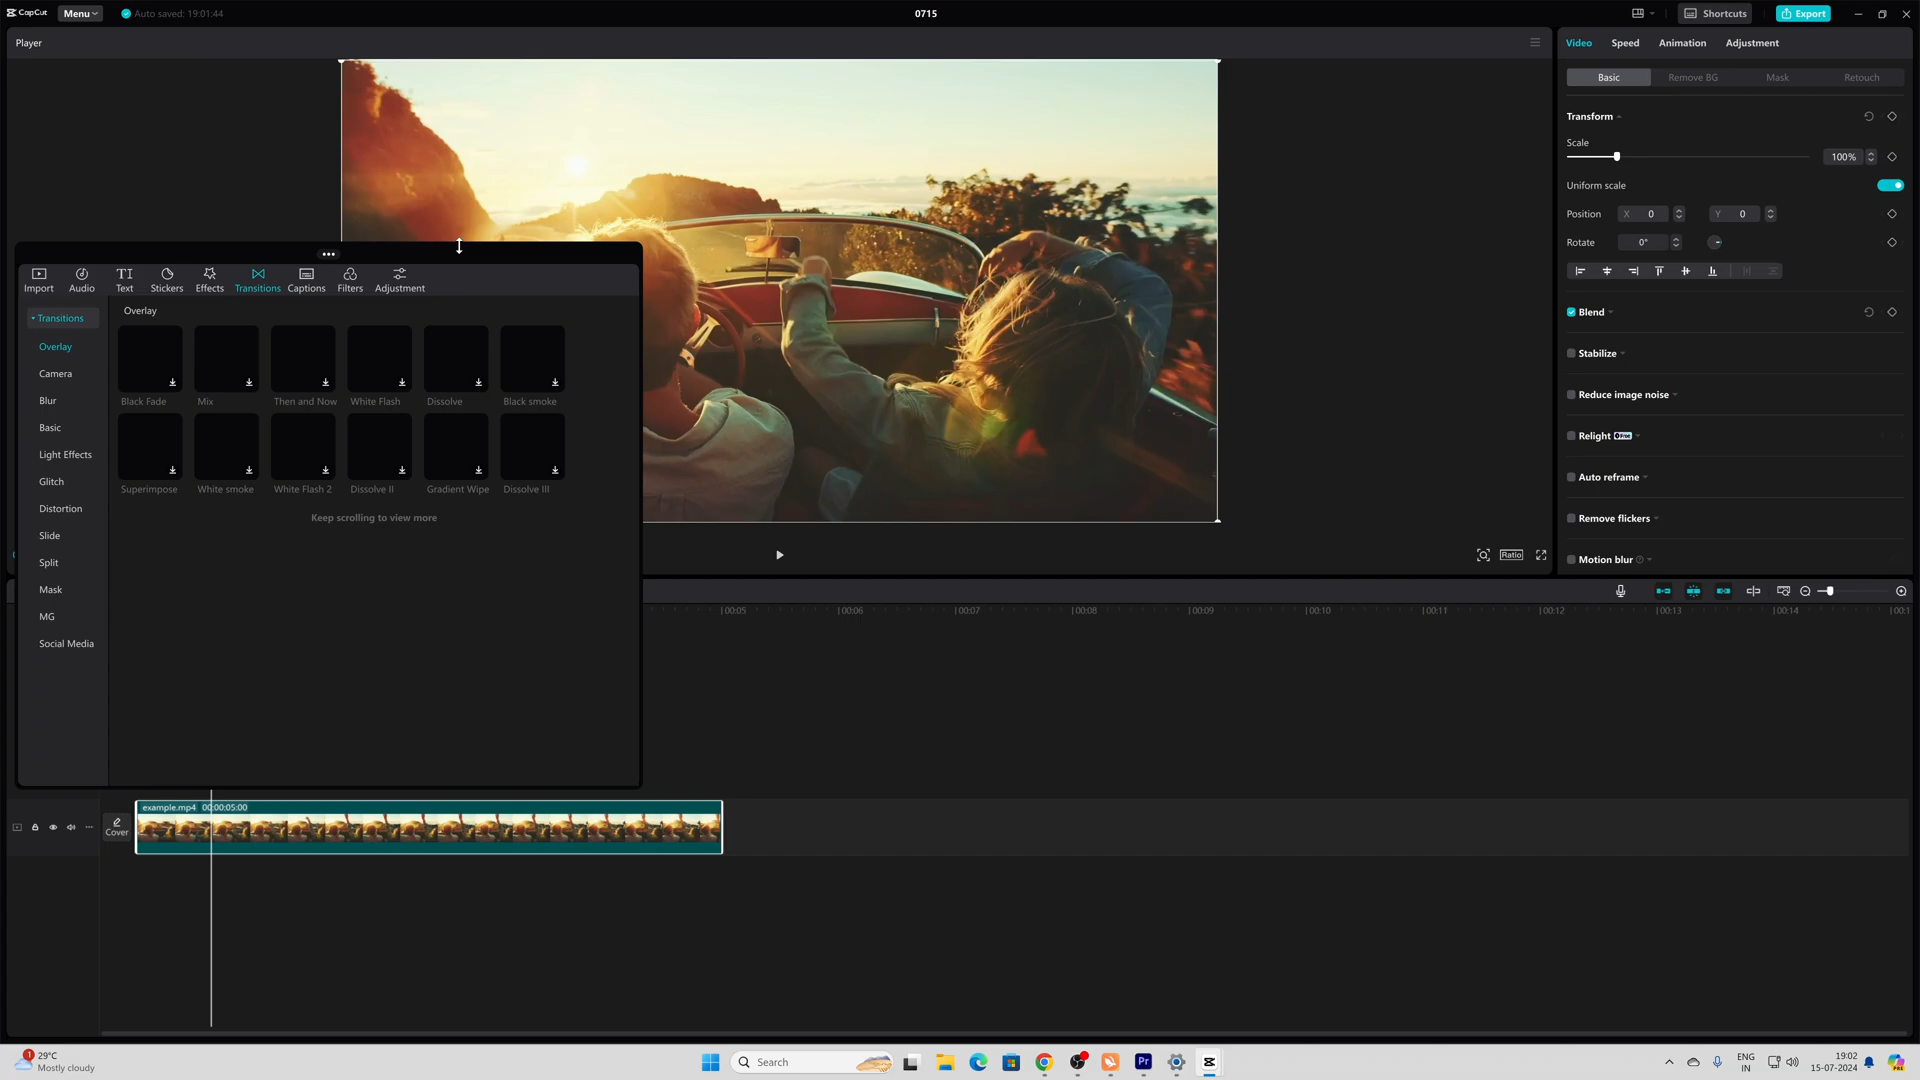 CapCut
Menu
Auto saved: 19:01:44
0715
Shortcuts
Export
Player
Video
Speed
Animation
Adjustment
Basic
Remove BG
Mask
Retouch
Transform
Scale
100%
Uniform scale
Position
X 0
Y 0
Rotate
0°
Blend
Stabilize
Reduce image noise
Relight Free
Auto reframe
Remove flickers
Motion blur
Import
Audio
TI
Text
Stickers
Effects
Transitions
Captions
Filters
Adjustment
Transitions
Overlay
Camera
Blur
Basic
Light Effects
Glitch
Distortion
Slide
Split
Mask
MG
Social Media
Overlay
Black Fade
Mix
Then and Now
White Flash
Dissolve
Black smoke
Superimpose
White smoke
White Flash 2
Dissolve II
Gradient Wipe
Dissolve III
Keep scrolling to view more
Ratio
00:05
00:06
00:07
00:08
00:09
00:10
00:11
00:12
00:13
00:14
Cover
example.mp4 00:00:05:00
1
29°C
Mostly cloudy
Search
Pr
ENG
IN
19:02
15-07-2024
PRE